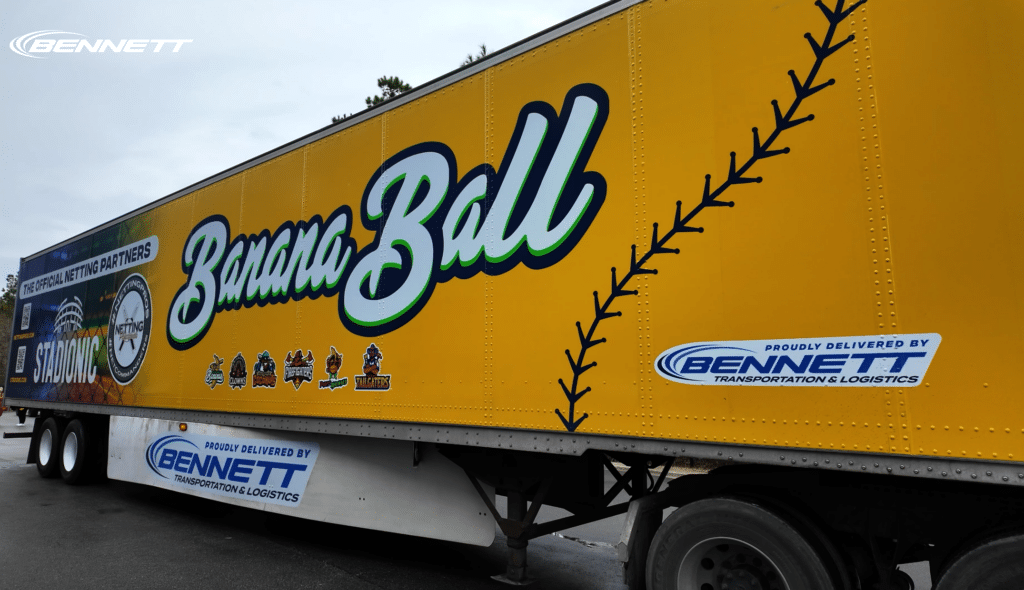 BENNETT
THE OFFICIAL NETTING PARTNERS
STADIONIC
NETTING
Banana Ball
TAILGATERS
PROUDLY DELIVERED BY
BENNETT
TRANSPORTATION & LOGISTICS
PROUDLY DELIVERED BY
BENNETT
TRANSPORTATION & LOGISTICS